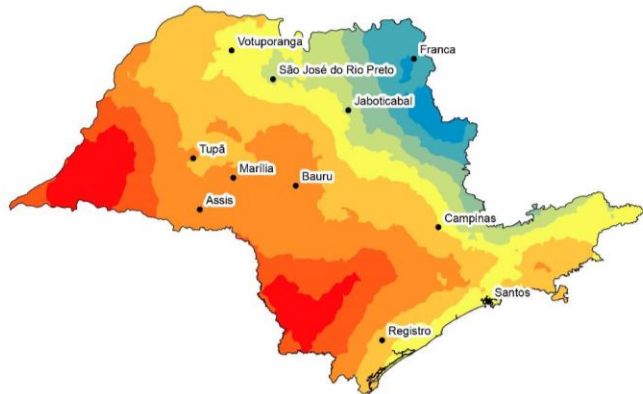 Votuporanga
Franca
São José do Rio Preto
Jaboticabal
Tupã
Marília
Bauru
Assis
Campinas
Santos
Registro